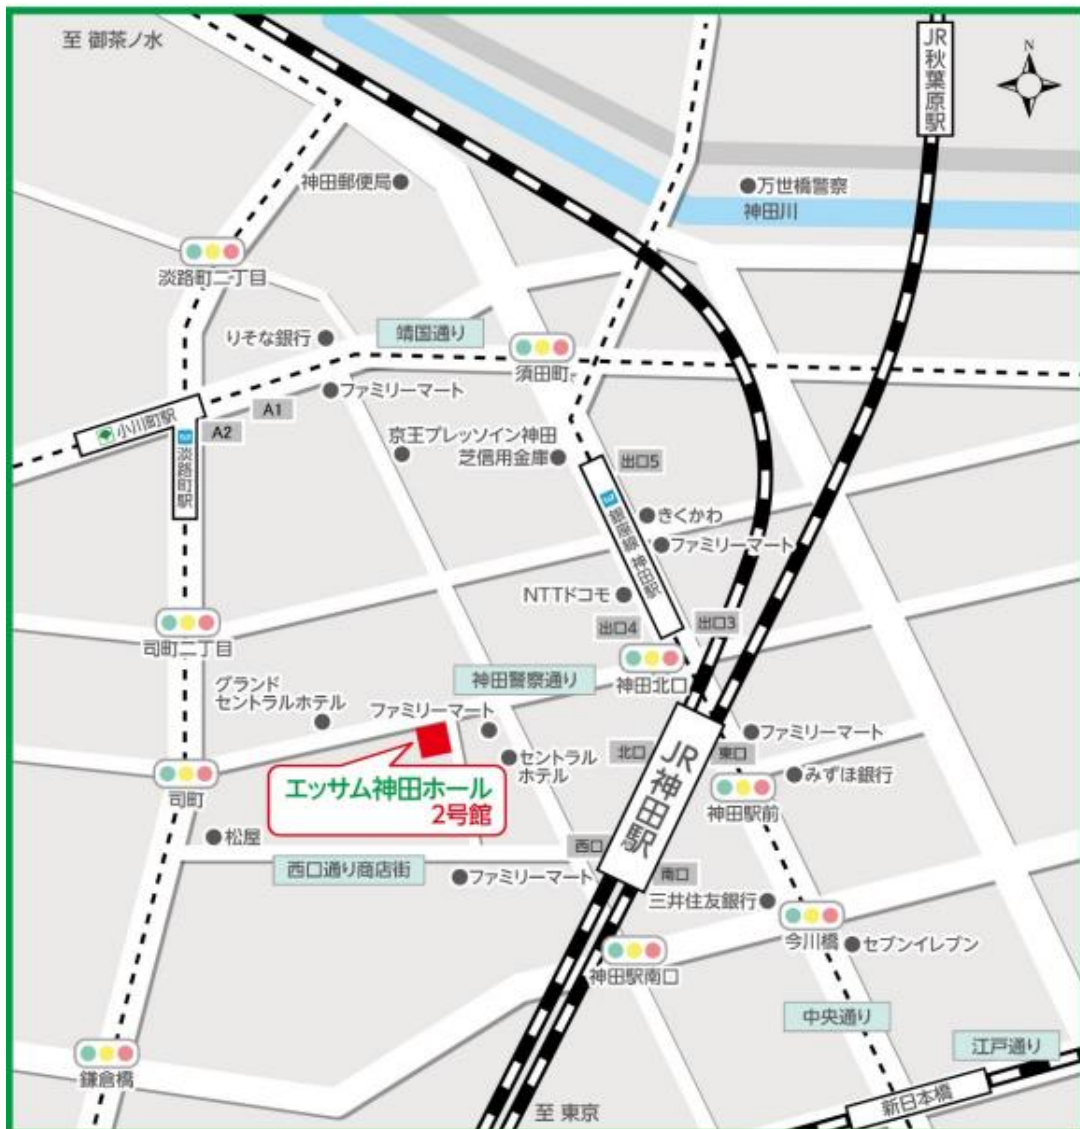 至 御茶ノ水
JR秋葉原駅
N
神田郵便局
万世橋警察
神田川
淡路町二丁目
りそな銀行
靖国通り
須田町
ファミリーマート
小川町駅
A1
A2
淡路町駅
京王プレッソイン神田
芝信用金庫
出口5
銀座線 神田駅
きくかわ
ファミリーマート
NTTドコモ
出口4
出口3
司町二丁目
神田警察通り
神田北口
グランド
セントラルホテル
ファミリーマート
セントラル
ホテル
北口
JR神田駅
東口
ファミリーマート
みずほ銀行
神田駅前
司町
エッサム神田ホール
2号館
松屋
西口
西口通り商店街
ファミリーマート
南口
三井住友銀行
今川橋
セブンイレブン
神田駅南口
中央通り
江戸通り
鎌倉橋
新日本橋
至 東京